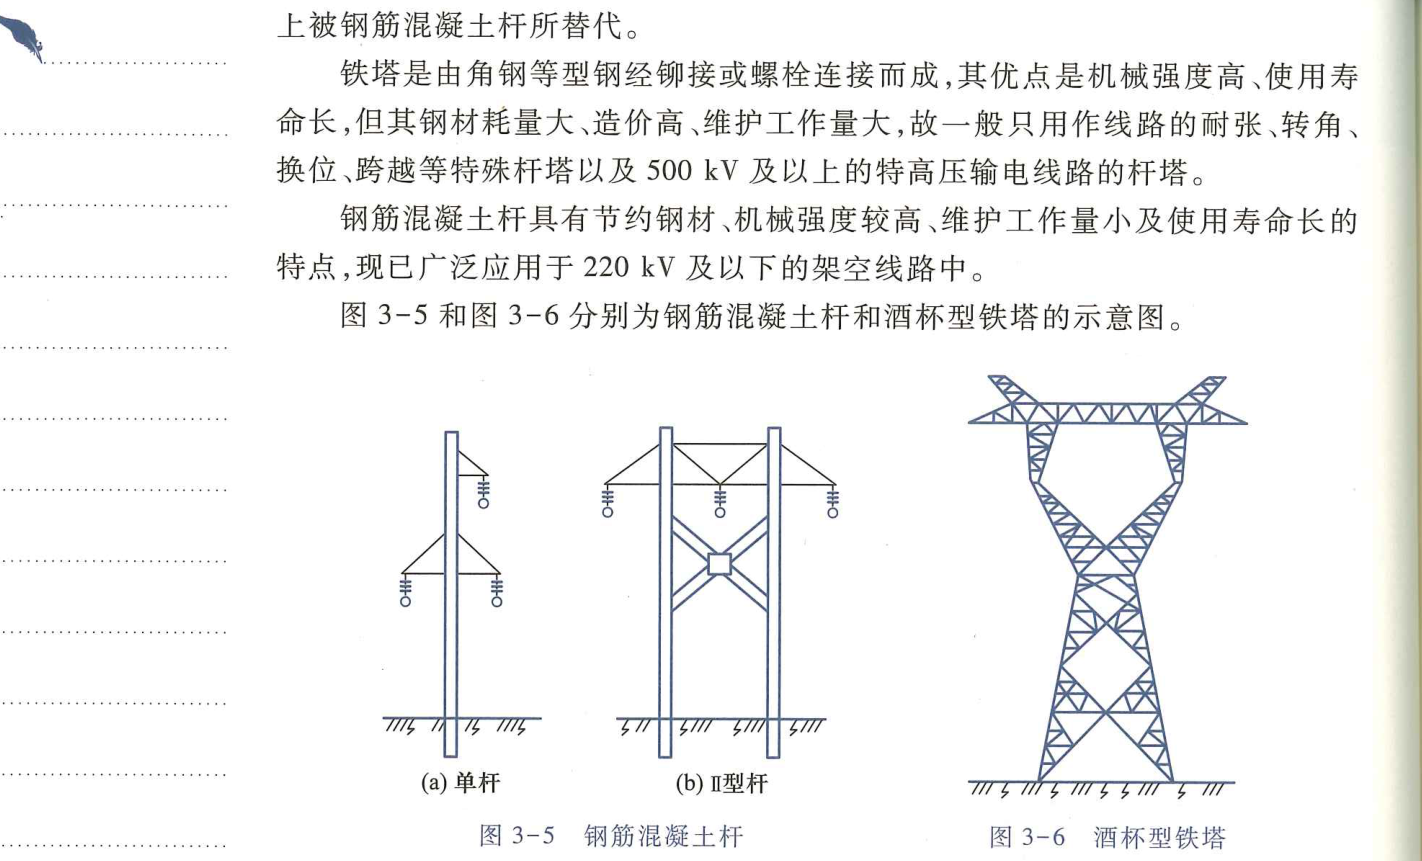 上被钢筋混凝土杆所替代。
铁塔是由角钢等型钢经铆接或螺栓连接而成,其优点是机械强度高、使用寿
命长,但其钢材耗量大、造价高、维护工作量大,故一般只用作线路的耐张、转角、
换位、跨越等特殊杆塔以及 500 kV 及以上的特高压输电线路的杆塔。
钢筋混凝土杆具有节约钢材、机械强度较高、维护工作量小及使用寿命长的
特点,现已广泛应用于 220 kV 及以下的架空线路中。
图 3-5 和图 3-6 分别为钢筋混凝土杆和酒杯型铁塔的示意图。
(a) 单杆
(b) Ⅱ型杆
图 3-5 钢筋混凝土杆
图 3-6 酒杯型铁塔